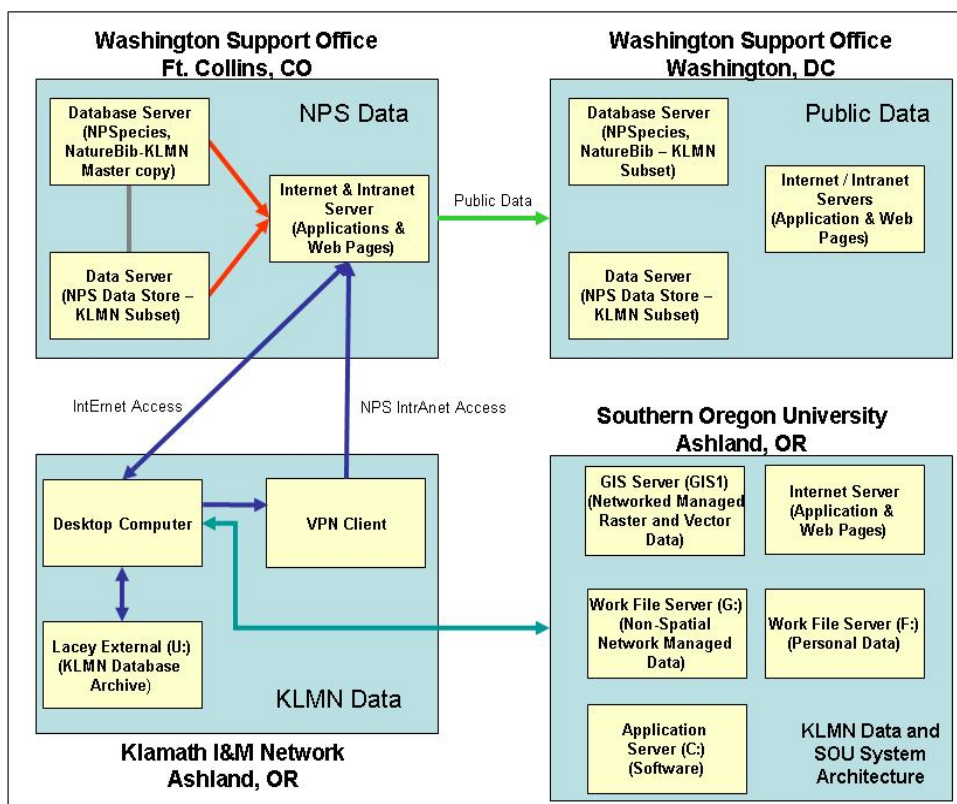 Washington Support Office
Ft. Collins, CO
NPS Data
Database Server
(NPSpecies,
NatureBib-KLMN
Master copy)
Internet & Intranet
Server
(Applications &
Web Pages)
Data Server
(NPS Data Store –
KLMN Subset)
Public Data
Washington Support Office
Washington, DC
Public Data
Database Server
(NPSpecies,
NatureBib – KLMN
Subset)
Internet / Intranet
Servers
(Application & Web
Pages)
Data Server
(NPS Data Store –
KLMN Subset)
IntErnet Access
NPS IntrAnet Access
Desktop Computer
VPN Client
Lacey External (U:)
(KLMN Database
Archive)
KLMN Data
Klamath I&M Network
Ashland, OR
Southern Oregon University
Ashland, OR
GIS Server (GIS1)
(Networked Managed
Raster and Vector
Data)
Internet Server
(Application &
Web Pages)
Work File Server (G:)
(Non-Spatial
Network Managed
Data)
Work File Server (F:)
(Personal Data)
Application
Server (C:)
(Software)
KLMN Data and
SOU System
Architecture